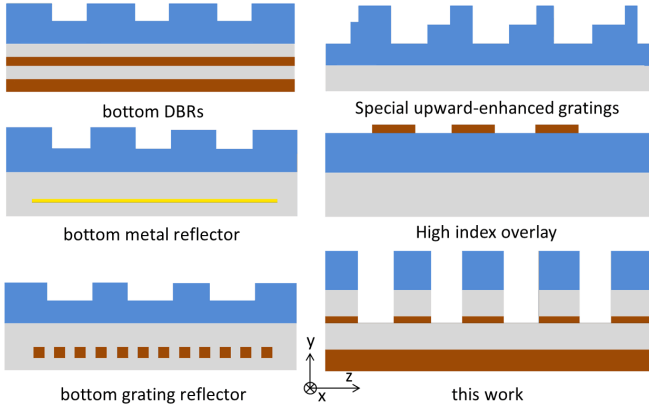 bottom DBRs
Special upward-enhanced gratings
bottom metal reflector
High index overlay
bottom grating reflector
y
z
x
this work